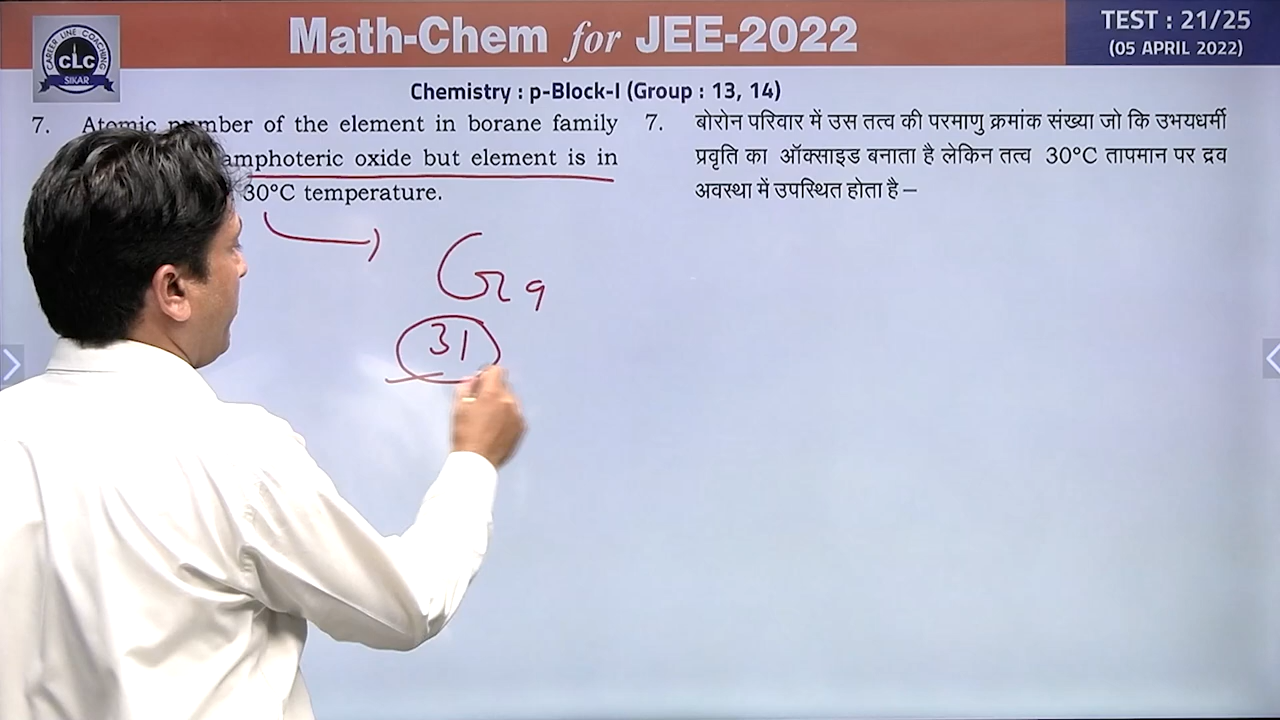 CAREER LINE COACHING
CLC
SIKAR
Math-Chem for JEE-2022
TEST : 21/25
(05 APRIL 2022)
Chemistry : p-Block-I (Group : 13, 14)
7. Atomic number of the element in borane family
amphoteric oxide but element is in
30°C temperature.
7. बोरोन परिवार में उस तत्व की परमाणु क्रमांक संख्या जो कि उभयधर्मी
प्रवृति का ऑक्साइड बनाता है लेकिन तत्व 30°C तापमान पर द्रव
अवस्था में उपस्थित होता है –
Ga
31